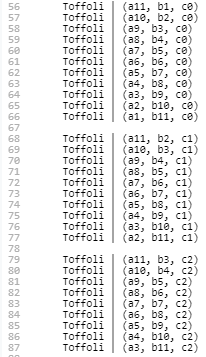 56 Toffoli | (a11, b1, c0)
57 Toffoli | (a10, b2, c0)
58 Toffoli | (a9, b3, c0)
59 Toffoli | (a8, b4, c0)
60 Toffoli | (a7, b5, c0)
61 Toffoli | (a6, b6, c0)
62 Toffoli | (a5, b7, c0)
63 Toffoli | (a4, b8, c0)
64 Toffoli | (a3, b9, c0)
65 Toffoli | (a2, b10, c0)
66 Toffoli | (a1, b11, c0)
67
68 Toffoli | (a11, b2, c1)
69 Toffoli | (a10, b3, c1)
70 Toffoli | (a9, b4, c1)
71 Toffoli | (a8, b5, c1)
72 Toffoli | (a7, b6, c1)
73 Toffoli | (a6, b7, c1)
74 Toffoli | (a5, b8, c1)
75 Toffoli | (a4, b9, c1)
76 Toffoli | (a3, b10, c1)
77 Toffoli | (a2, b11, c1)
78
79 Toffoli | (a11, b3, c2)
80 Toffoli | (a10, b4, c2)
81 Toffoli | (a9, b5, c2)
82 Toffoli | (a8, b6, c2)
83 Toffoli | (a7, b7, c2)
84 Toffoli | (a6, b8, c2)
85 Toffoli | (a5, b9, c2)
86 Toffoli | (a4, b10, c2)
87 Toffoli | (a3, b11, c2)